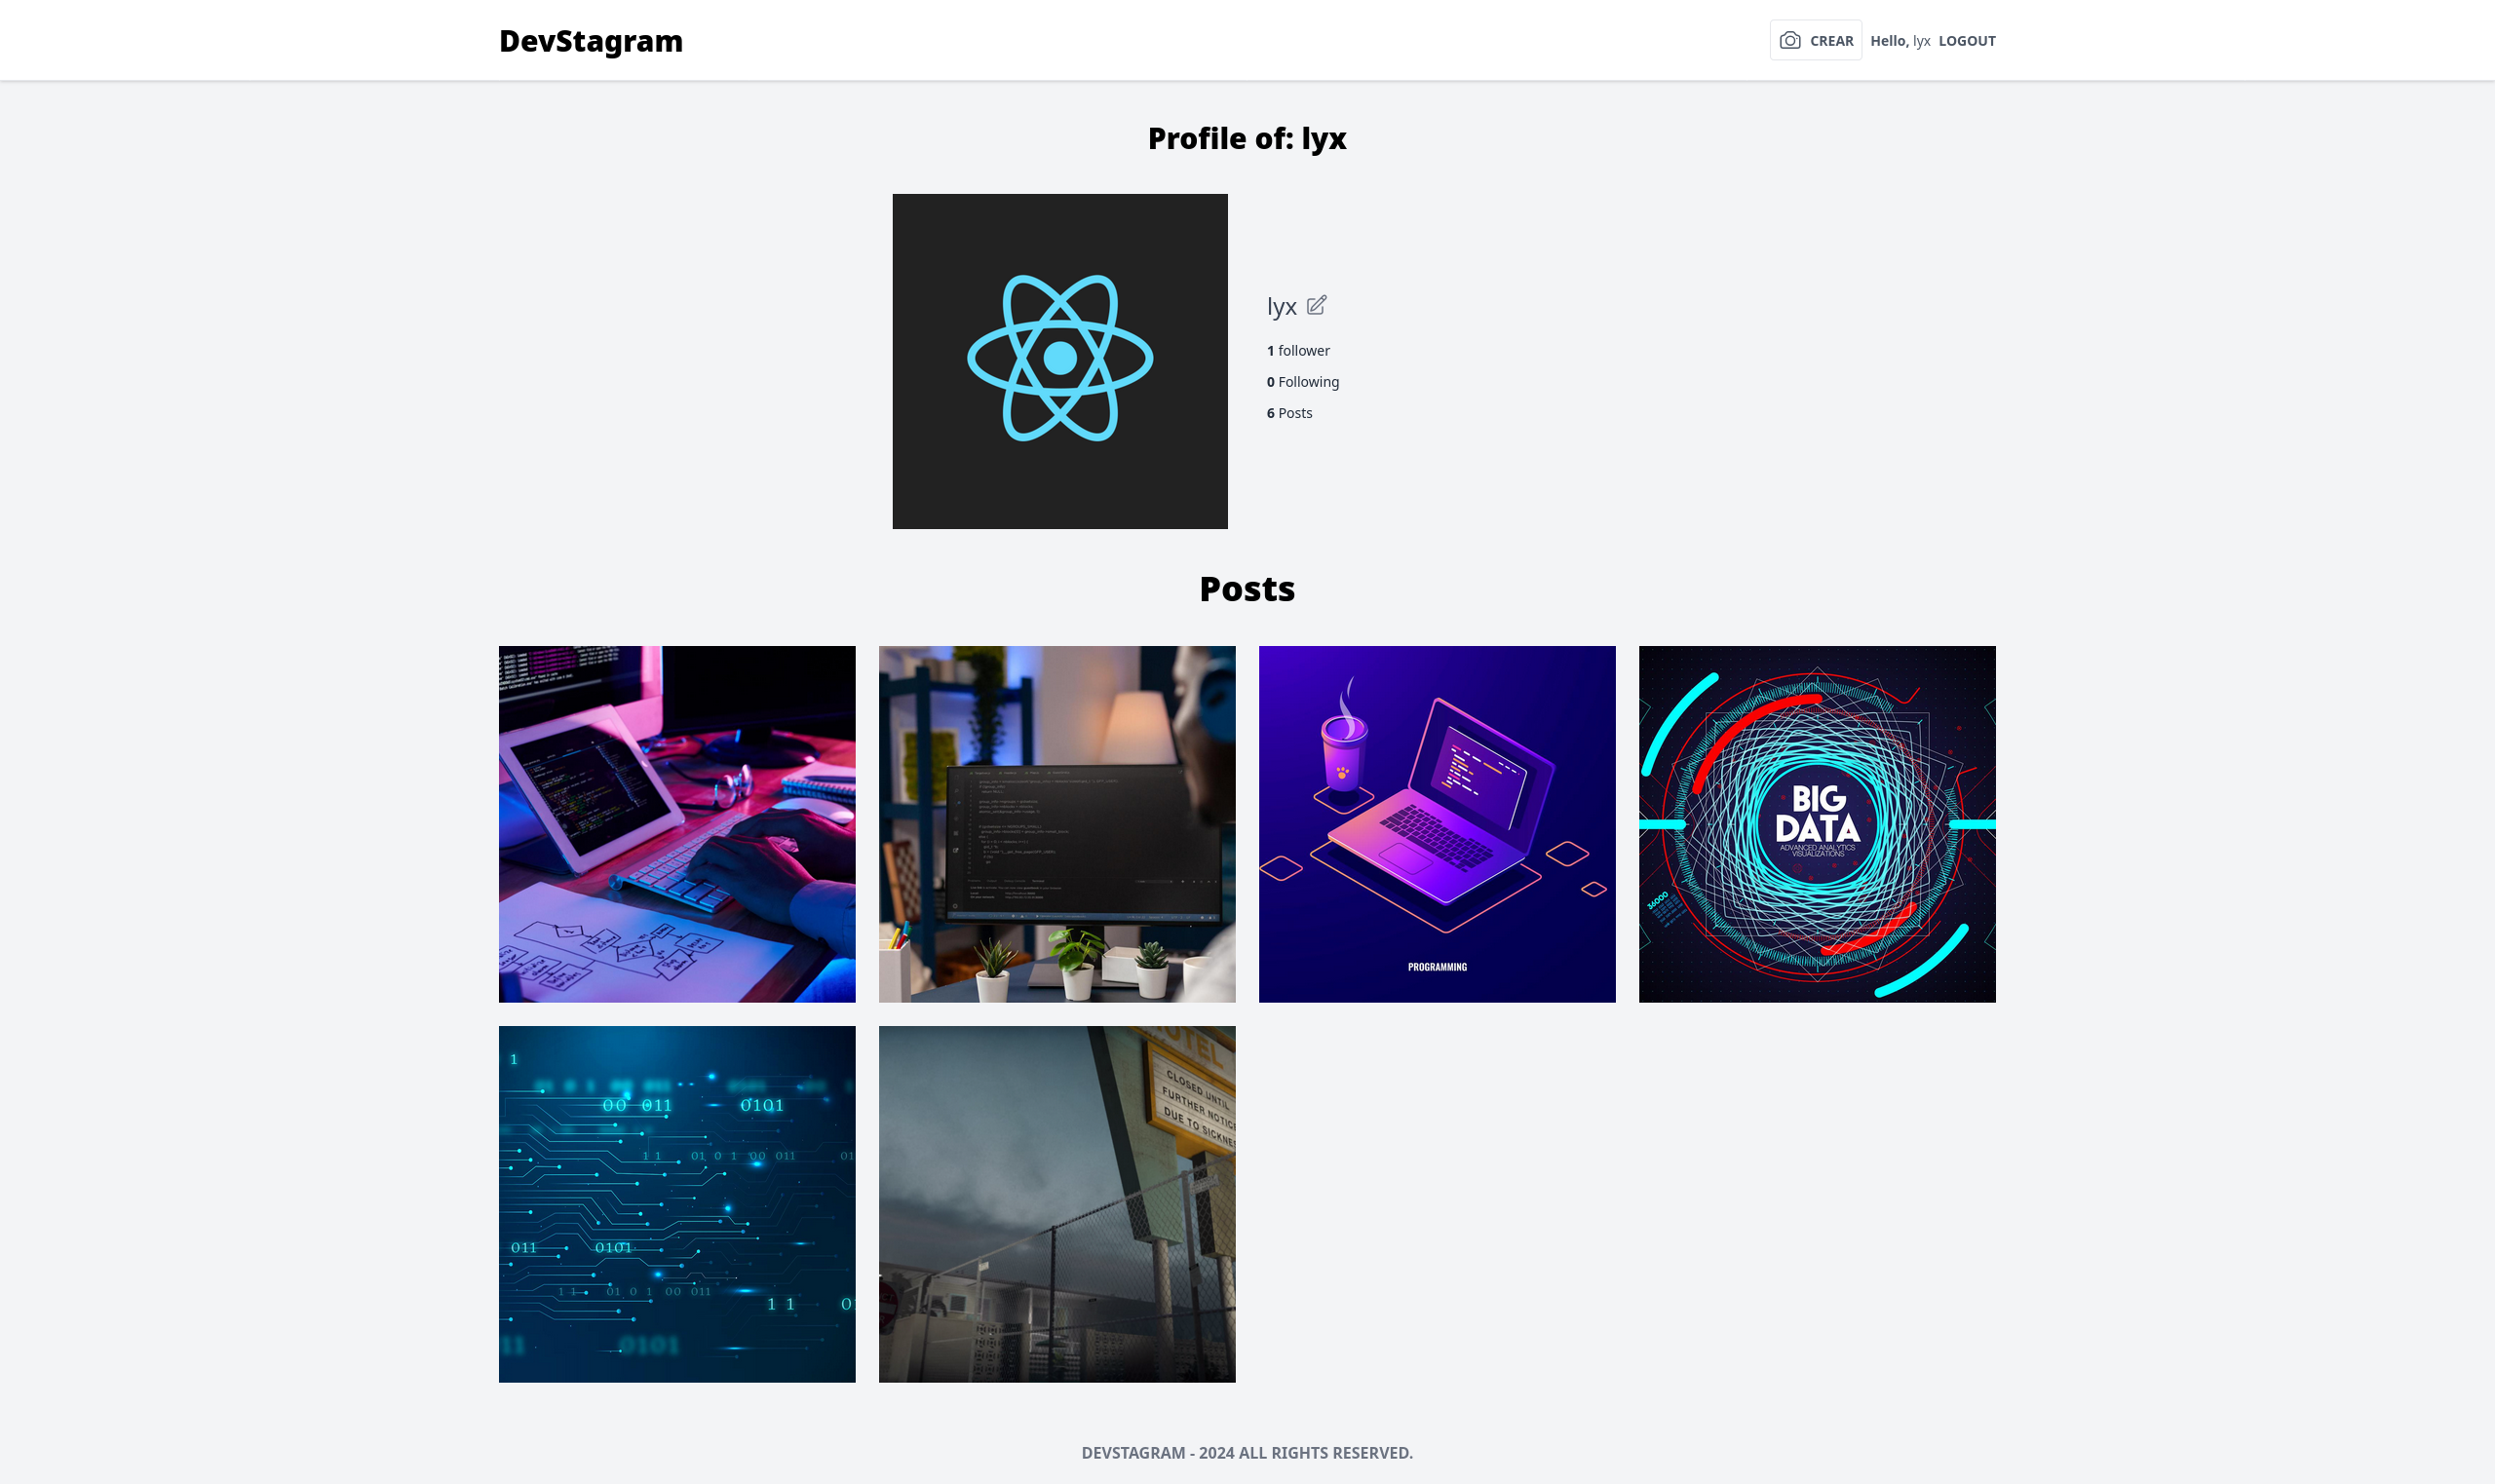 DevStagram
CREAR
Hello, lyx
LOGOUT
Profile of: lyx
lyx
1 follower
0 Following
6 Posts
Posts
PROGRAMMING
BIG
DATA
ADVANCED ANALYTICS
VISUALIZATIONS
36000
1
00 011
0101
1 1 01 0 1 00 011 01
011
0101
1 1 01 0 1 00 011
1 1
0101
CLOSED UNTIL
FURTHER NOTICE
DUE TO
DEVSTAGRAM - 2024 ALL RIGHTS RESERVED.